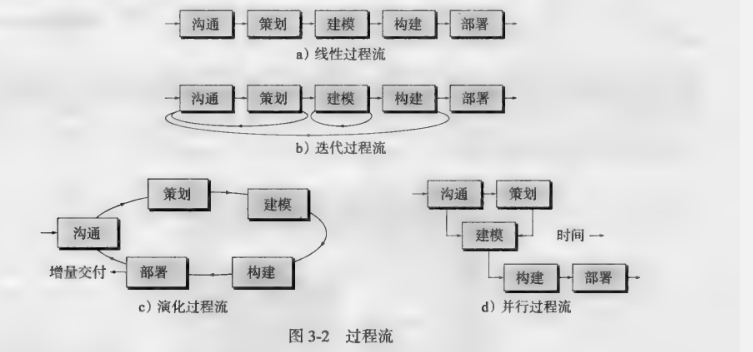 沟通 策划 建模 构建 部署
a）线性过程流
沟通 策划 建模 构建 部署
b）迭代过程流
策划
建模
沟通
增量交付
部署
构建
c）演化过程流
沟通 策划
建模 时间
构建 部署
d）并行过程流
图 3-2 过程流